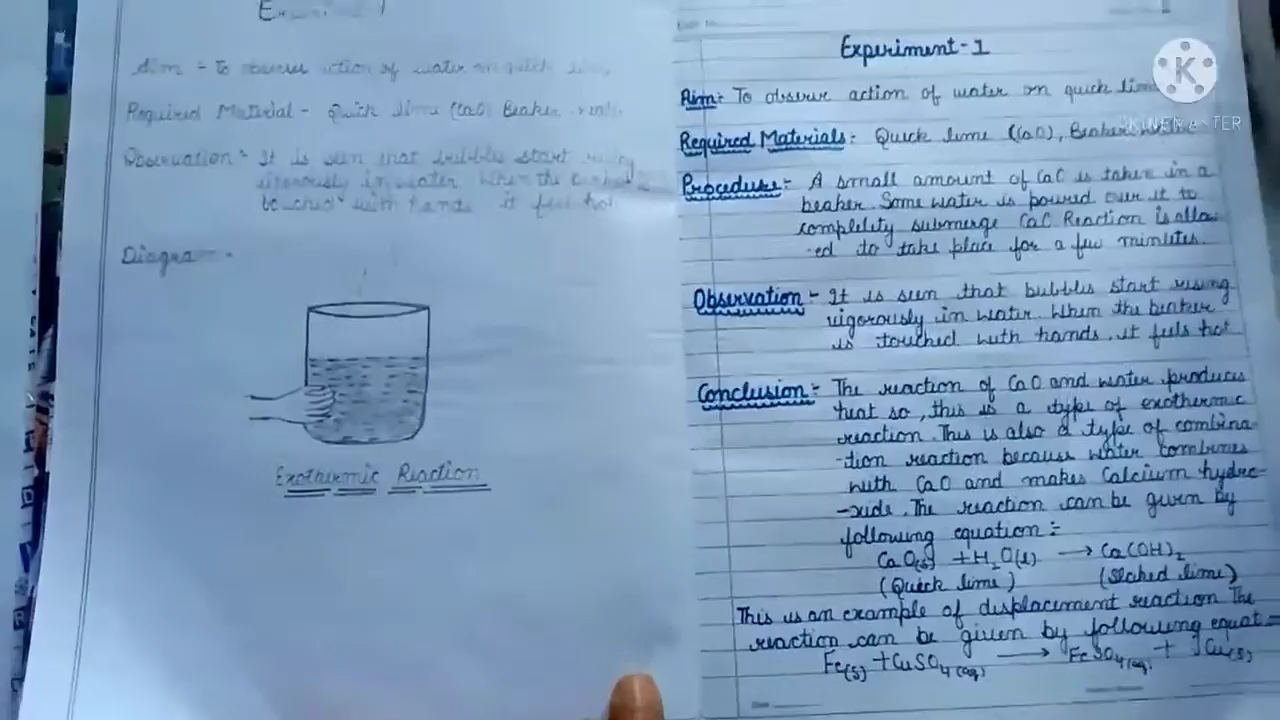 Aim - To observe action of water on quick lime
Required Material - Quick lime (CaO) Beaker
Observation - It is seen that bubbles start rising
vigorously in water. When the
touched with hands it feel hot
Diagram -
Exothermic Reaction
Experiment-1
Aim:- To observe action of water on quick lime
Required Materials:- Quick lime (CaO), Beaker, water
Procedure:- A small amount of CaO is taken in a
beaker. Some water is poured over it to
completity submerge CaO. Reaction is allow
-ed to take place for a few minutes.
Observation:- It is seen that bubbles start rising
vigorously in water. When the beaker
is touched with hands, it feels hot
Conclusion:- The reaction of CaO and water produces
heat so, this is a type of exothermic
reaction. This is also a type of combina
-tion reaction because water combines
with CaO and makes Calcium hydro-
-xide. The reaction can be given by
following equation:-
CaO(s) + H₂O(l) → Ca(OH)₂
(Quick lime) (Slaked lime)
This is an example of displacement reaction The
reaction can be given by following equat-
Fe(s) + CuSO₄(aq) → FeSO₄(aq) + Cu(s)
K
KINEMASTER